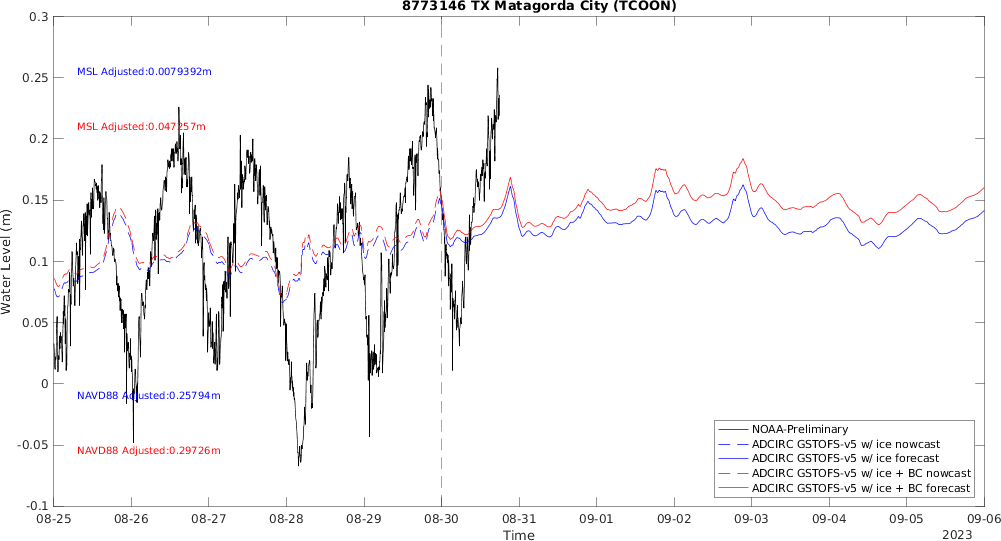 8773146 TX Matagorda City (TCOON)
0.3
0.25
0.2
0.15
0.1
0.05
0
-0.05
-0.1
Water Level (m)
MSL Adjusted:0.0079392m
MSL Adjusted:0.047257m
NAVD88 Adjusted:0.25794m
NAVD88 Adjusted:0.29726m
NOAA-Preliminary
ADCIRC GSTOFS-v5 w/ ice nowcast
ADCIRC GSTOFS-v5 w/ ice forecast
ADCIRC GSTOFS-v5 w/ ice + BC nowcast
ADCIRC GSTOFS-v5 w/ ice + BC forecast
08-25 08-26 08-27 08-28 08-29 08-30 08-31 09-01 09-02 09-03 09-04 09-05 09-06
Time
2023